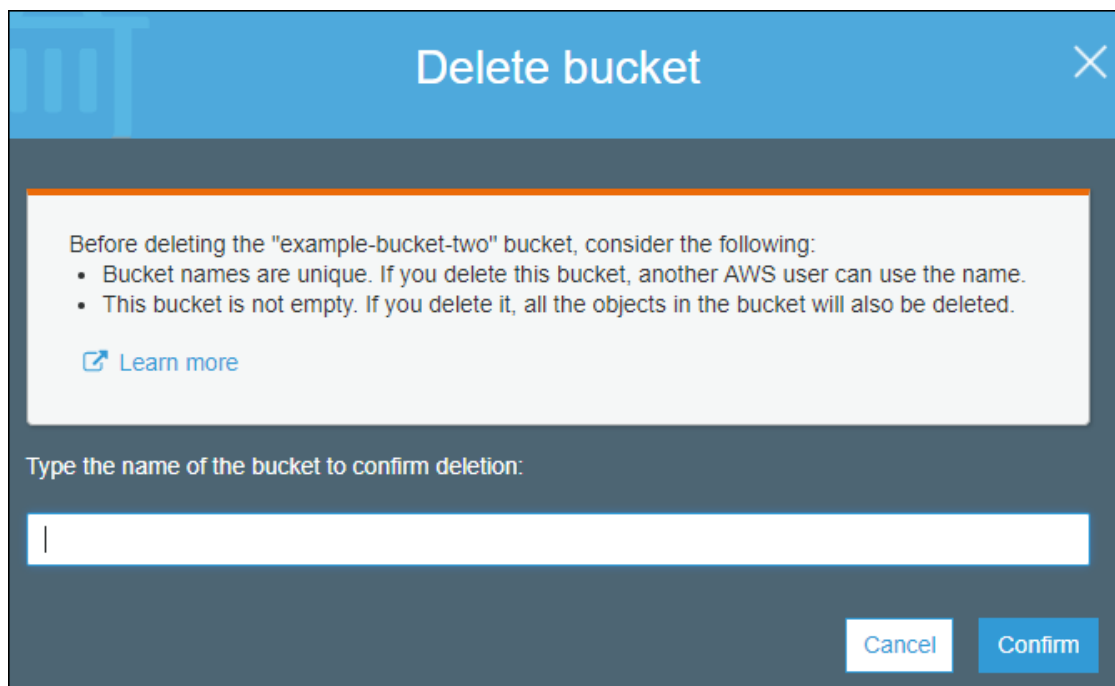 Delete bucket
Before deleting the "example-bucket-two" bucket, consider the following:
• Bucket names are unique. If you delete this bucket, another AWS user can use the name.
• This bucket is not empty. If you delete it, all the objects in the bucket will also be deleted.
Learn more
Type the name of the bucket to confirm deletion:
Cancel Confirm